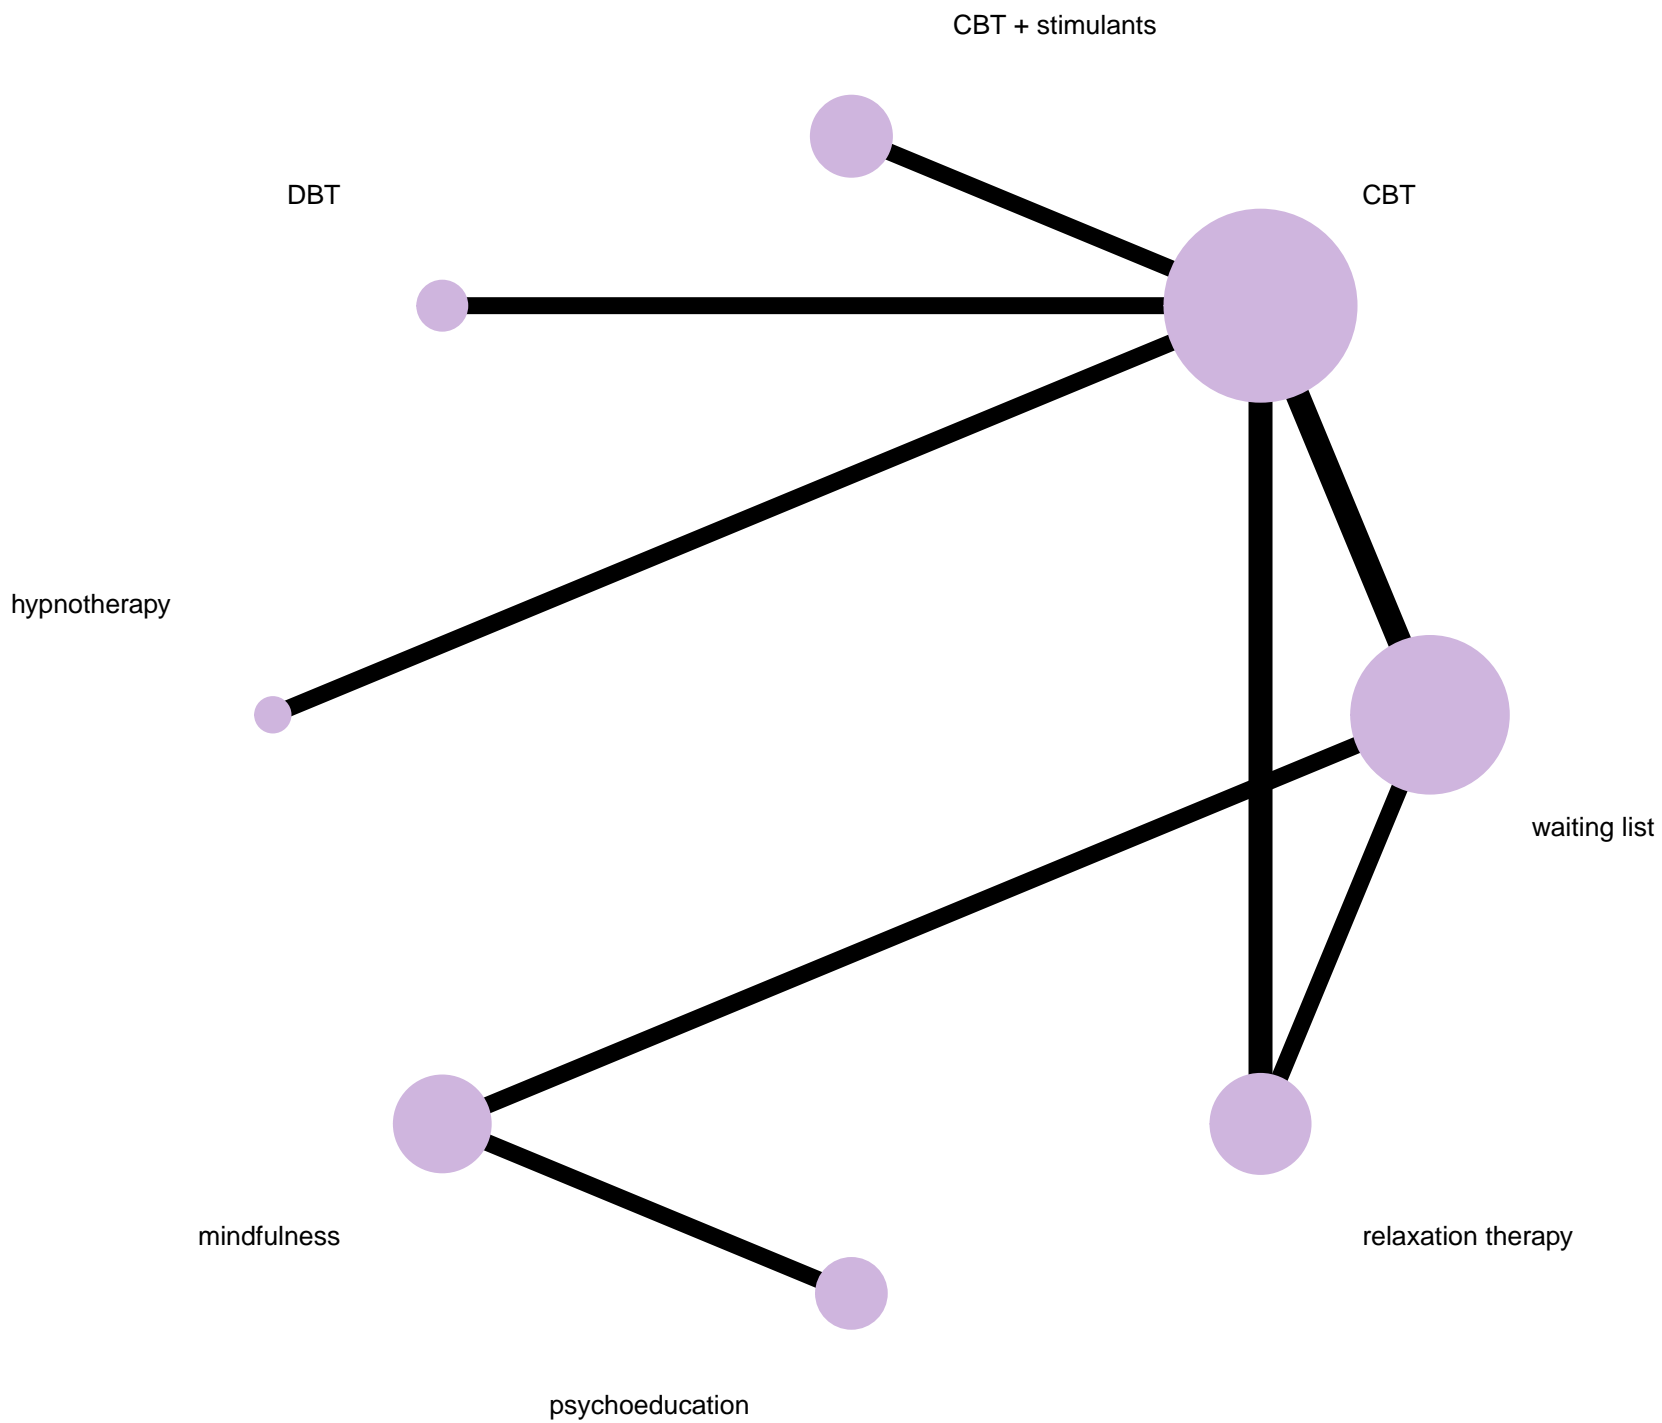 CBT + stimulants
DBT
CBT
hypnotherapy
waiting list
mindfulness
relaxation therapy
psychoeducation